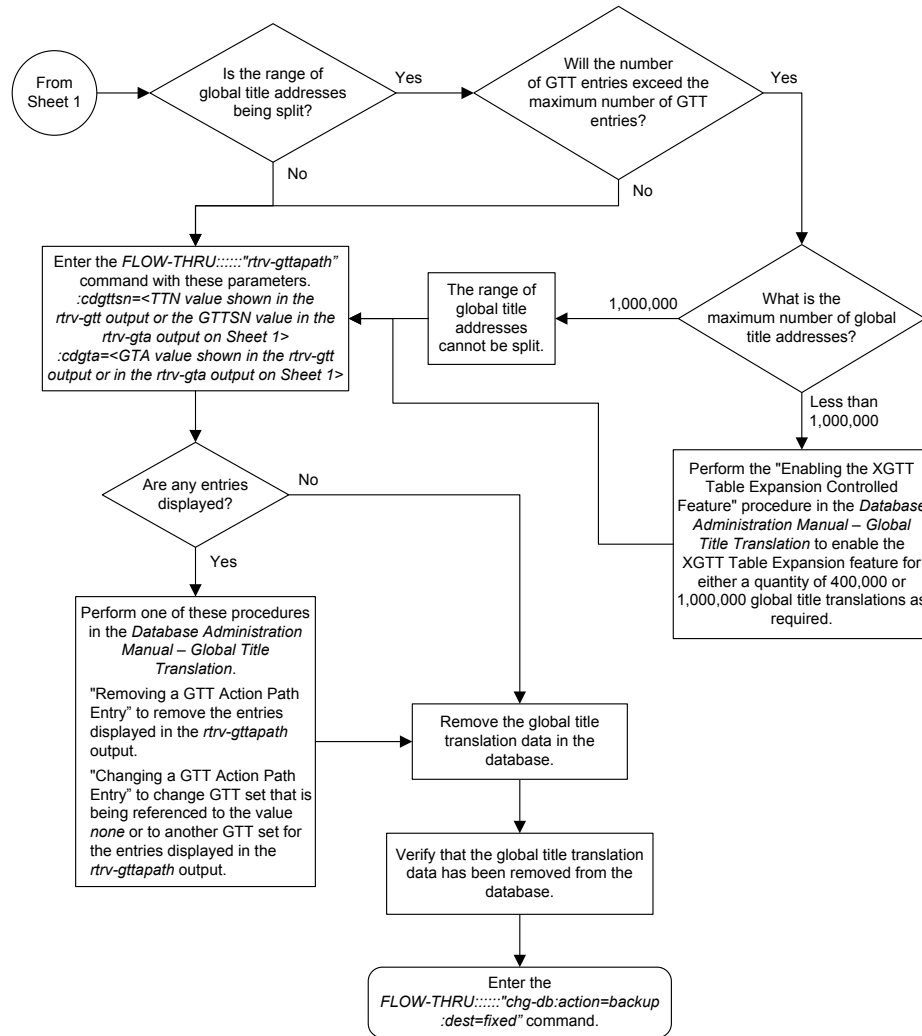 From
Sheet 1
Is the range of
global title addresses
being split?
Yes
Will the number
of GTT entries exceed the
maximum number of GTT
entries?
Yes
No
No
Enter the FLOW-THRU::::::"rtrv-gttapath”
command with these parameters.
:cdgttsn=<TTN value shown in the
rtrv-gtt output or the GTTSN value in the
rtrv-gta output on Sheet 1>
:cdgta=<GTA value shown in the rtrv-gtt
output or in the rtrv-gta output on Sheet 1>
The range of
global title
addresses
cannot be split.
1,000,000
What is the
maximum number of global
title addresses?
Less than
1,000,000
Perform the "Enabling the XGTT
Table Expansion Controlled
Feature" procedure in the Database
Administration Manual – Global
Title Translation to enable the
XGTT Table Expansion feature for
either a quantity of 400,000 or
1,000,000 global title translations as
required.
Are any entries
displayed?
No
Yes
Perform one of these procedures
in the Database Administration
Manual – Global Title
Translation.
"Removing a GTT Action Path
Entry” to remove the entries
displayed in the rtrv-gttapath
output.
"Changing a GTT Action Path
Entry” to change GTT set that is
being referenced to the value
none or to another GTT set for
the entries displayed in the
rtrv-gttapath output.
Remove the global title
translation data in the
database.
Verify that the global title translation
data has been removed from the
database.
Enter the
FLOW-THRU::::::"chg-db:action=backup
:dest=fixed” command.